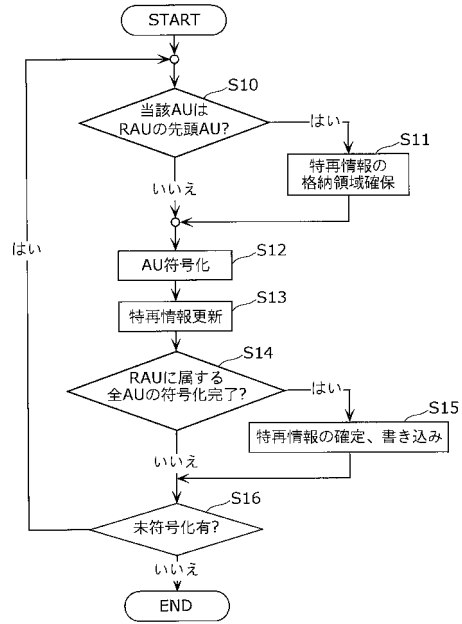 START
S10
当該AUは
RAUの先頭AU?
はい
S11
特再情報の
格納領域確保
いいえ
はい
S12
AU符号化
S13
特再情報更新
S14
RAUに属する
全AUの符号化完了?
はい
S15
特再情報の確定、書き込み
いいえ
S16
未符号化有?
いいえ
END